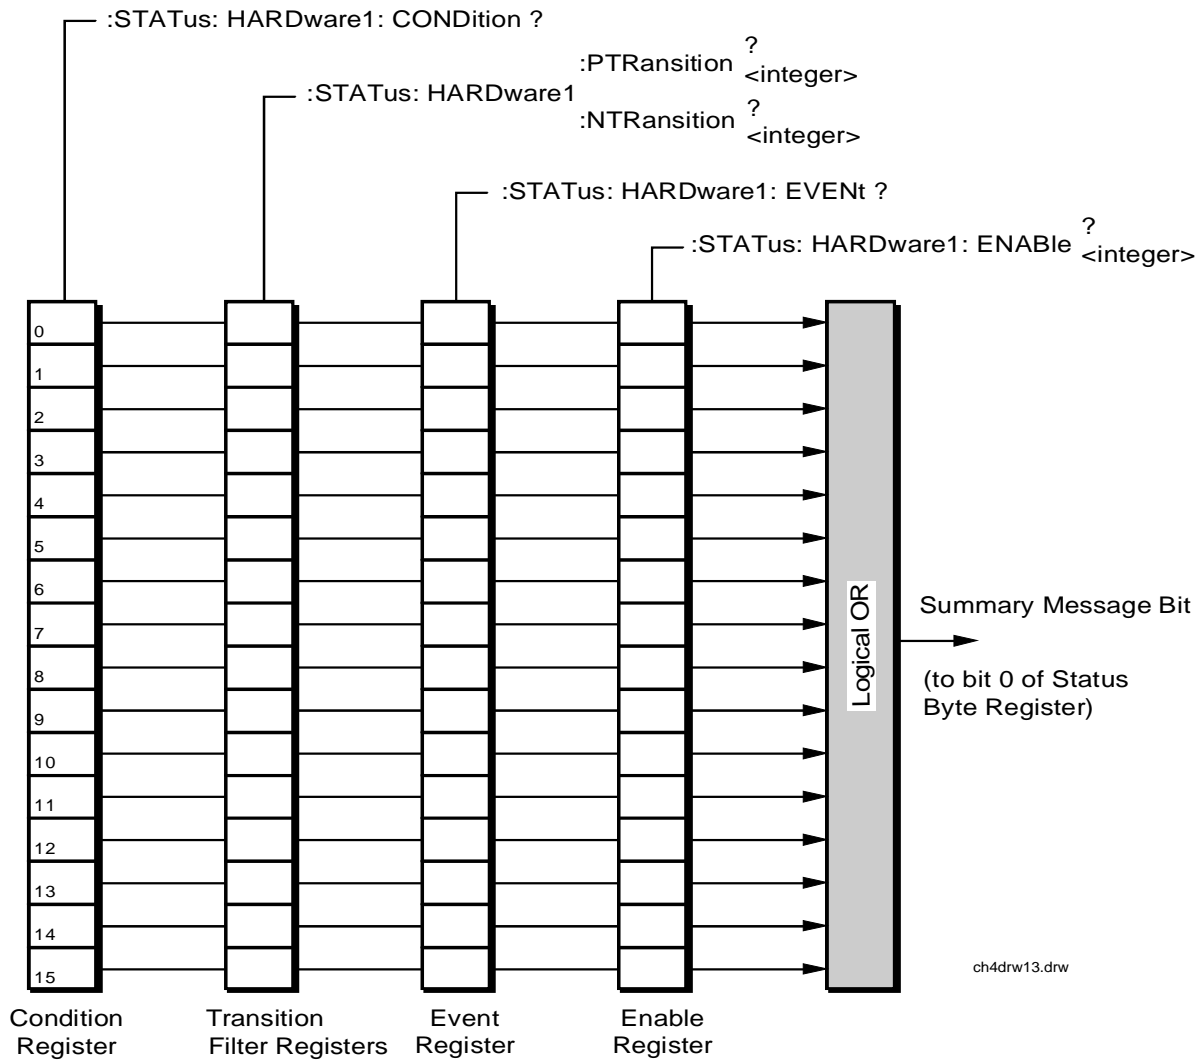 :STATus: HARDware1: CONDition ?
?
:PTRansition
<integer>
:STATus: HARDware1
?
:NTRansition
<integer>
:STATus: HARDware1: EVENt ?
?
:STATus: HARDware1: ENABle
<integer>
0
1
2
3
4
5
6
7
8
9
10
11
12
13
14
15
Logical OR
Summary Message Bit
(to bit 0 of Status
Byte Register)
ch4drw13.drw
Condition
Register
Transition
Filter Registers
Event
Register
Enable
Register